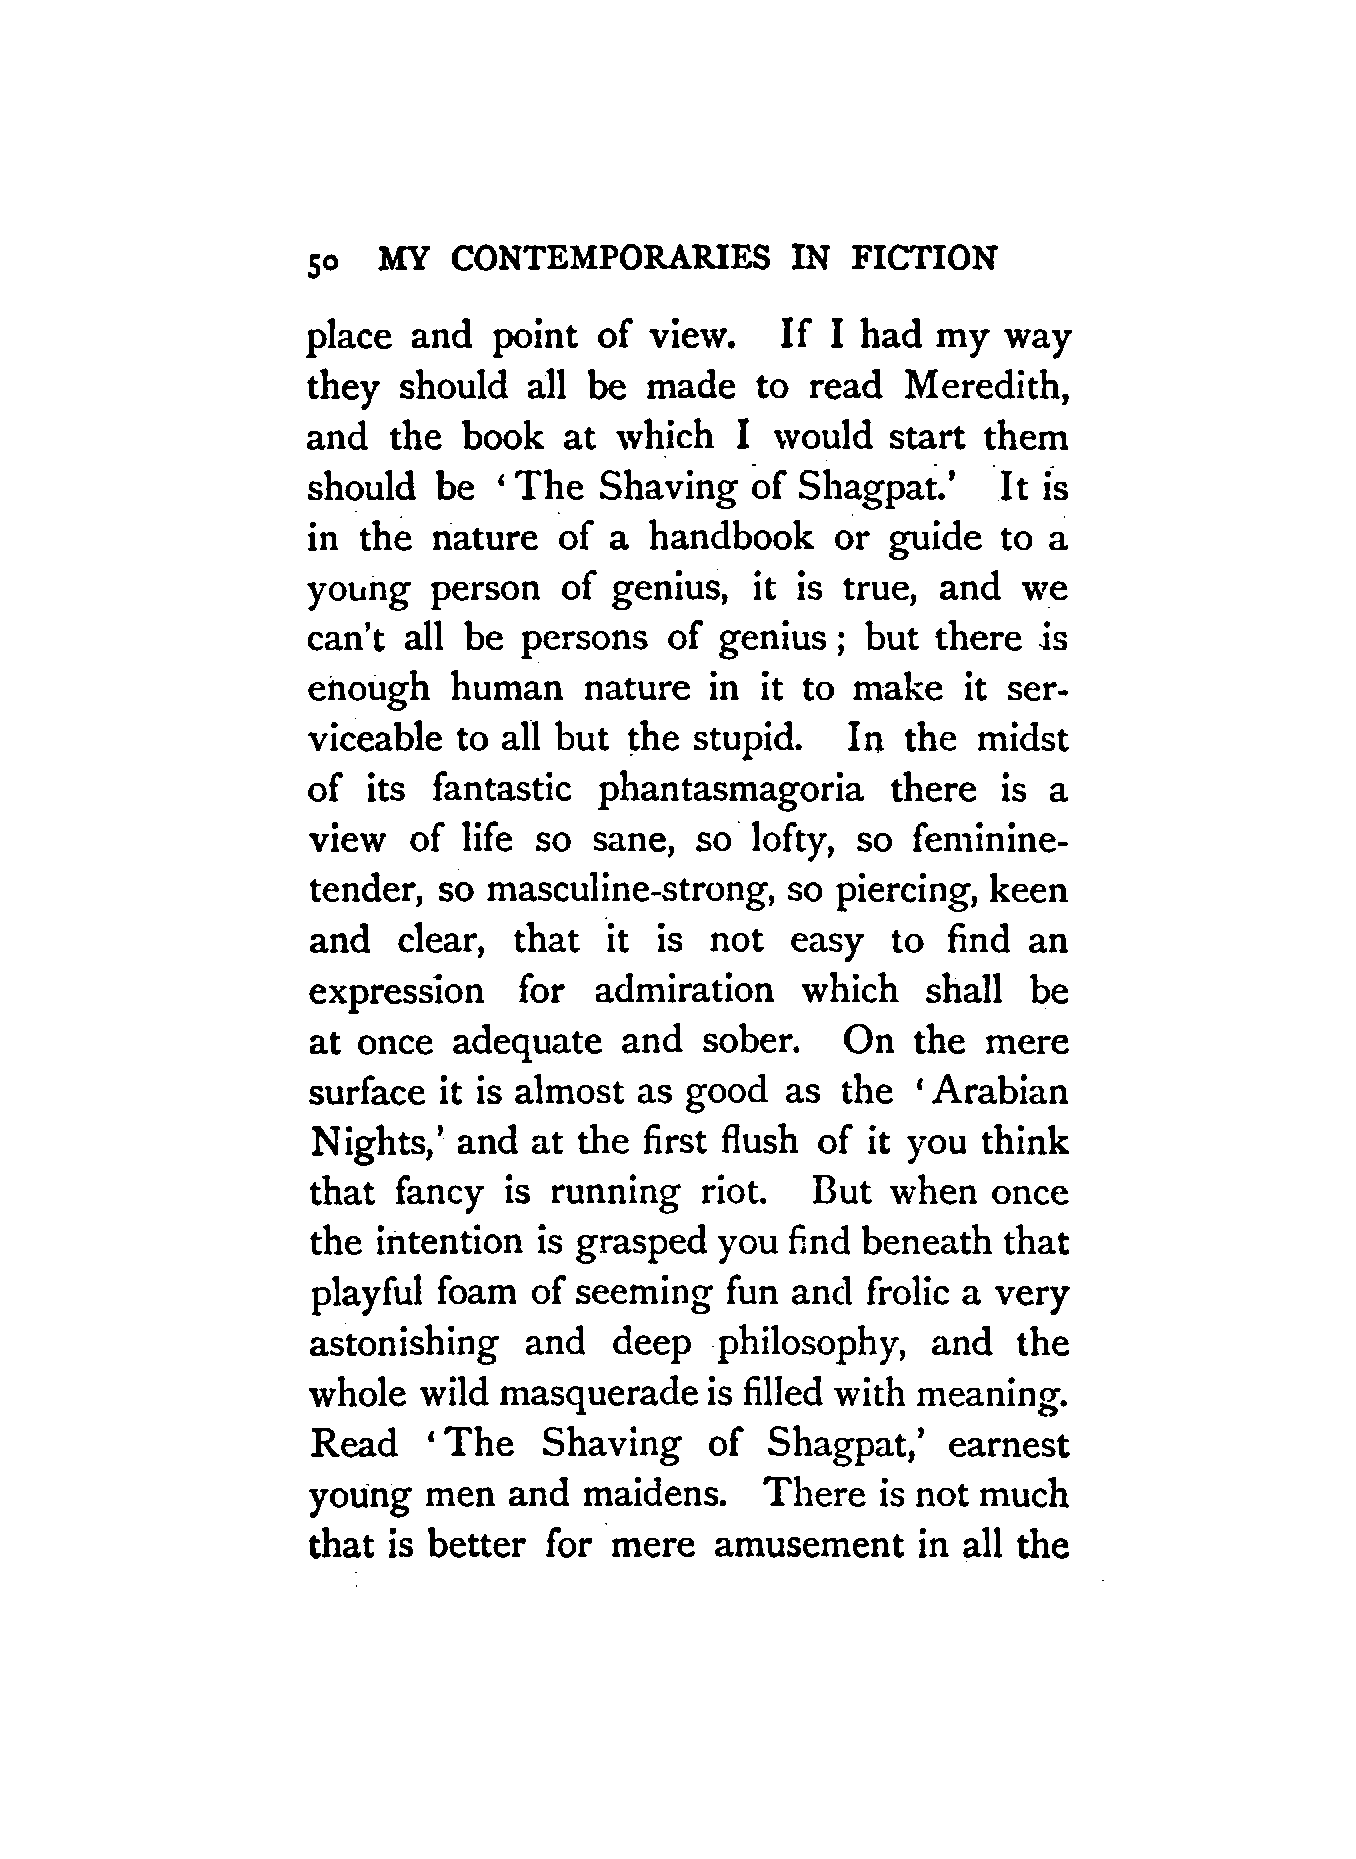 50 MY CONTEMPORARIES IN FICTION
place and point of view. If I had my way
they should all be made to read Meredith,
and the book at which I would start them
should be ‘The Shaving of Shagpat.’ It is
in the nature of a handbook or guide to a
young person of genius, it is true, and we
can’t all be persons of genius; but there is
enough human nature in it to make it ser-
viceable to all but the stupid. In the midst
of its fantastic phantasmagoria there is a
view of life so sane, so lofty, so feminine-
tender, so masculine-strong, so piercing, keen
and clear, that it is not easy to find an
expression for admiration which shall be
at once adequate and sober. On the mere
surface it is almost as good as the ‘Arabian
Nights,’ and at the first flush of it you think
that fancy is running riot. But when once
the intention is grasped you find beneath that
playful foam of seeming fun and frolic a very
astonishing and deep philosophy, and the
whole wild masquerade is filled with meaning.
Read ‘The Shaving of Shagpat,’ earnest
young men and maidens. There is not much
that is better for mere amusement in all the